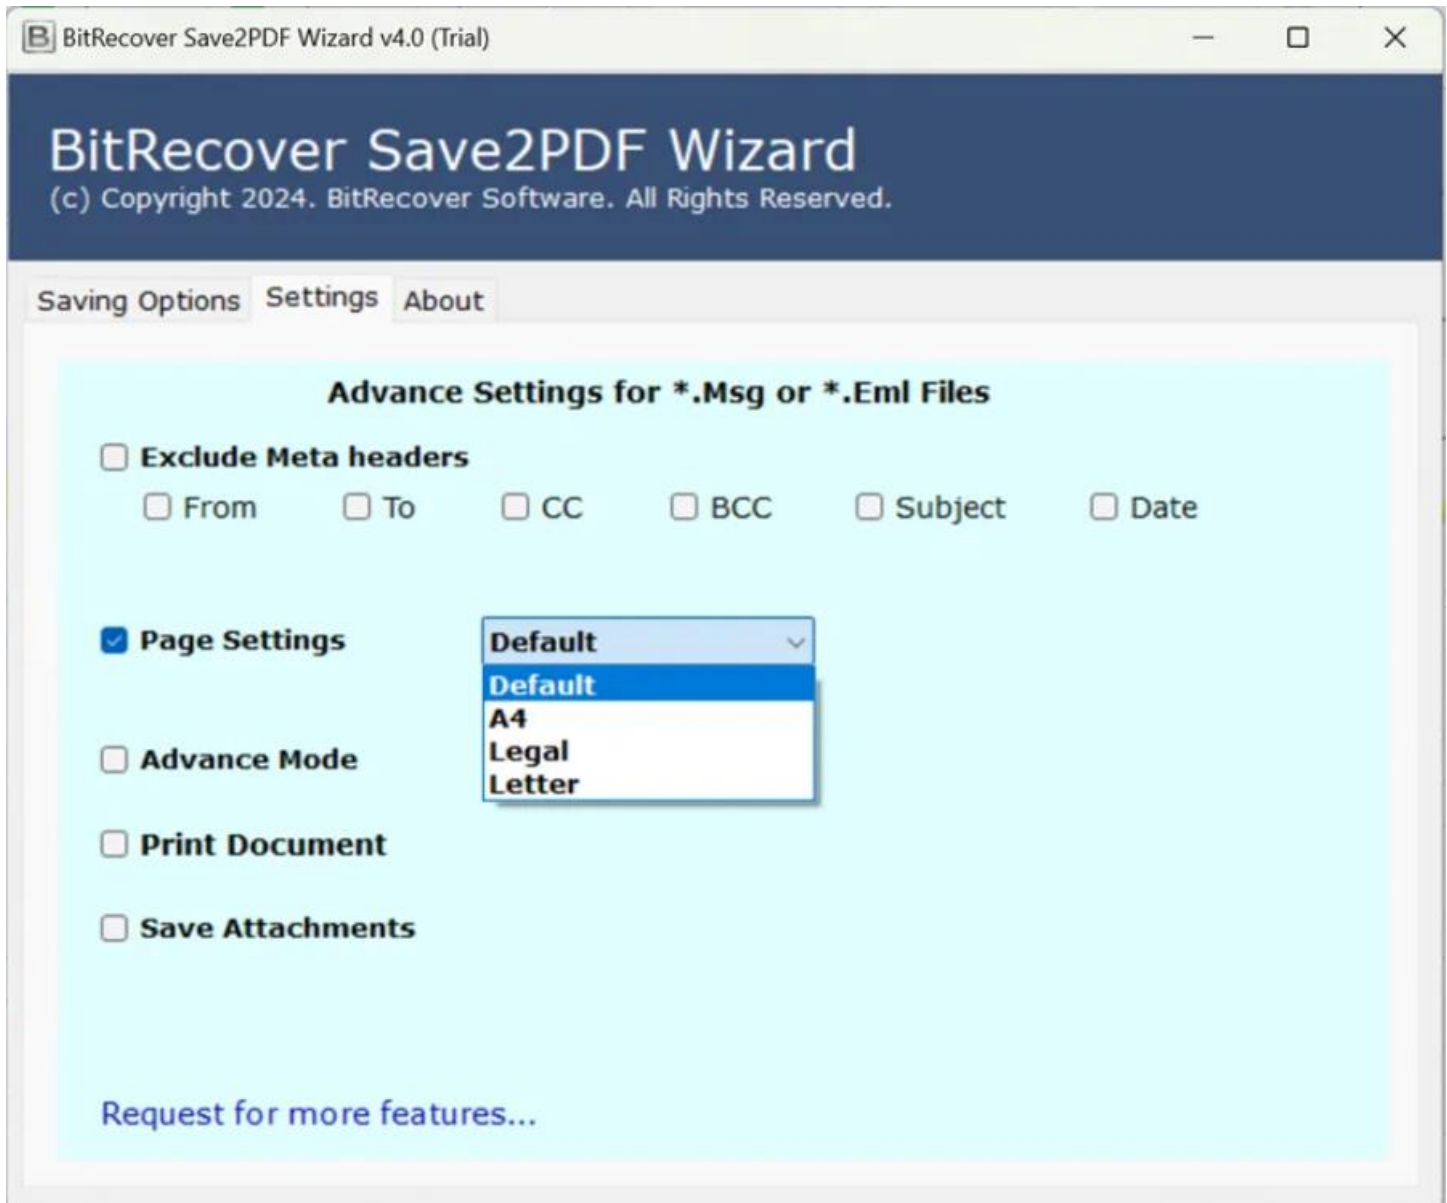 BitRecover Save2PDF Wizard v4.0 (Trial)
BitRecover Save2PDF Wizard
(c) Copyright 2024. BitRecover Software. All Rights Reserved.
Saving Options Settings About
Advance Settings for *.Msg or *.Eml Files
Exclude Meta headers
From To CC BCC Subject Date
Page Settings Default
Default
A4
Legal
Advance Mode
Letter
Print Document
Save Attachments
Request for more features...